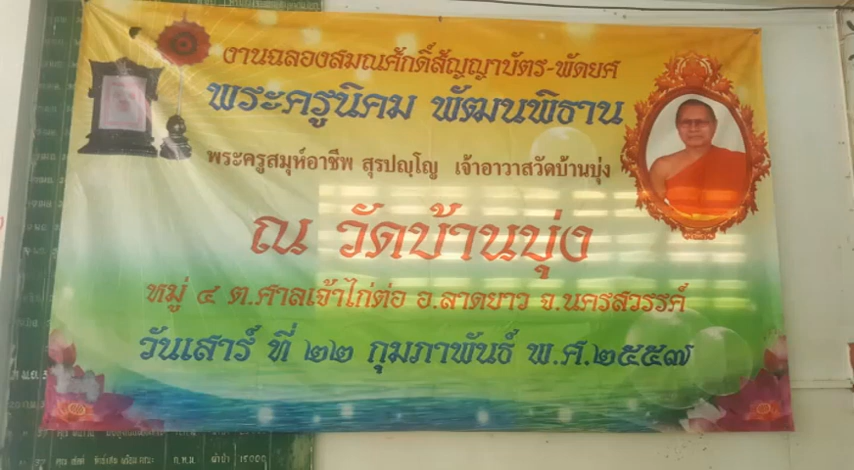 งานฉลองสมณศักดิ์สัญญาบัตร-พัดยศ
พระครูนิคม พัฒนพิธาน
พระครูสมุห์อาชีพ สุรปญฺโญ เจ้าอาวาสวัดบ้านบุ่ง
ณ วัดบ้านบุ่ง
หมู่ ๔ ต.ศาลเจ้าไก่ต่อ อ.ลาดยาว จ.นครสวรรค์
วันเสาร์ ที่ ๒๒ กุมภาพันธ์ พ.ศ.๒๕๕๗